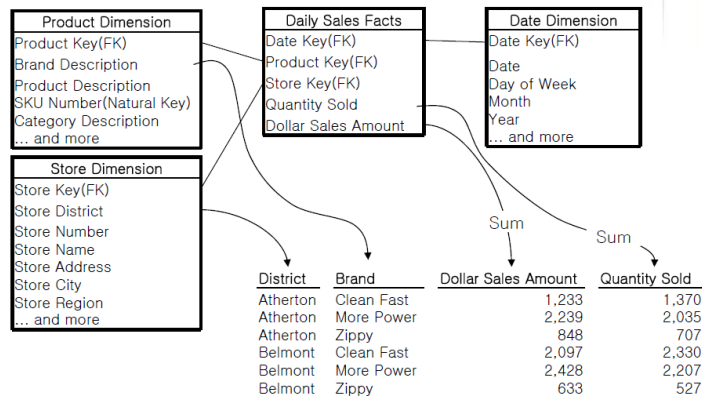 Product Dimension
Product Key(FK)
Brand Description
Product Description
SKU Number(Natural Key)
Category Description
... and more
Daily Sales Facts
Date Key(FK)
Product Key(FK)
Store Key(FK)
Quantity Sold
Dollar Sales Amount
Date Dimension
Date Key(FK)
Date
Day of Week
Month
Year
... and more
Store Dimension
Store Key(FK)
Store District
Store Number
Store Name
Store Address
Store City
Store Region
... and more
Sum
Sum
District Brand Dollar Sales Amount Quantity Sold
Atherton Clean Fast 1,233 1,370
Atherton More Power 2,239 2,035
Atherton Zippy 848 707
Belmont Clean Fast 2,097 2,330
Belmont More Power 2,428 2,207
Belmont Zippy 633 527